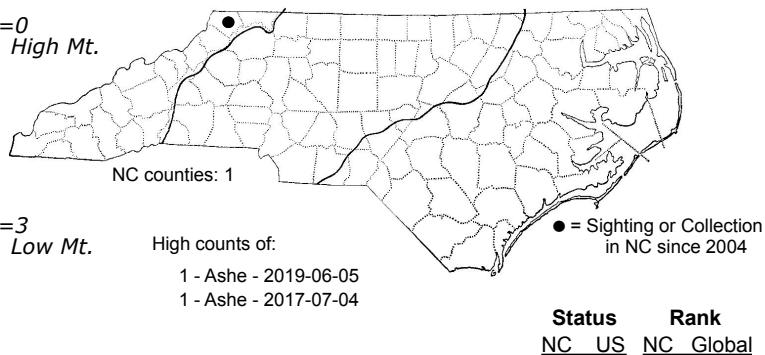 =0
High Mt.
NC counties: 1
=3
Low Mt.
High counts of:
1 - Ashe - 2019-06-05
1 - Ashe - 2017-07-04
● = Sighting or Collection
in NC since 2004
Status Rank
NC US NC Global